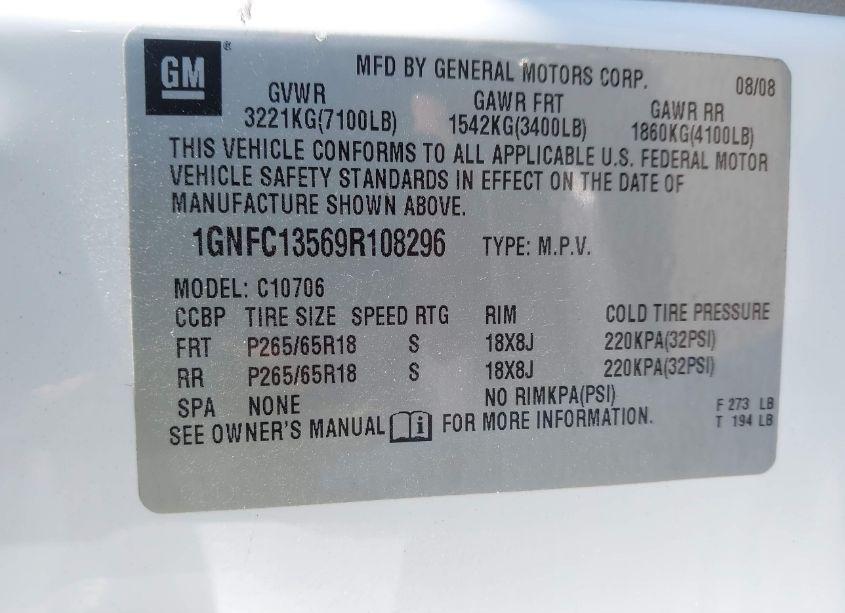 GM ®
MFD BY GENERAL MOTORS CORP. 08/08
GVWR GAWR FRT GAWR RR
3221KG(7100LB) 1542KG(3400LB) 1860KG(4100LB)
THIS VEHICLE CONFORMS TO ALL APPLICABLE U.S. FEDERAL MOTOR
VEHICLE SAFETY STANDARDS IN EFFECT ON THE DATE OF
MANUFACTURE SHOWN ABOVE.
1GNFC13569R108296 TYPE: M.P.V.
MODEL: C10706
CCBP TIRE SIZE SPEED RTG RIM COLD TIRE PRESSURE
FRT P265/65R18 S 18X8J 220KPA(32PSI)
RR P265/65R18 S 18X8J 220KPA(32PSI)
SPA NONE NO RIMKPA(PSI) F 273 LB
SEE OWNER'S MANUAL i FOR MORE INFORMATION. T 194 LB